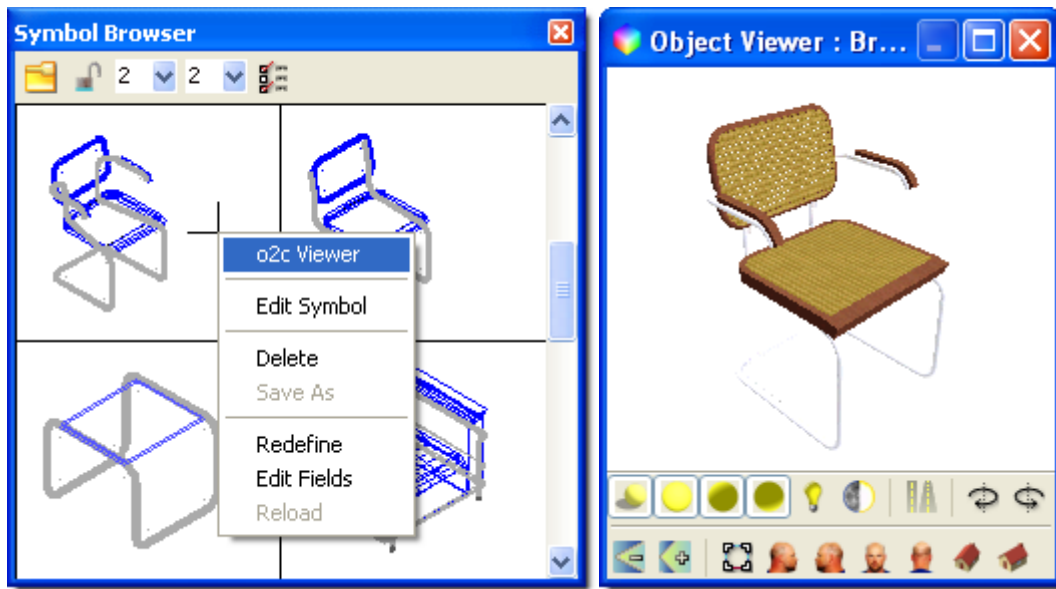 Symbol Browser
2 2
o2c Viewer
Edit Symbol
Delete
Save As
Redefine
Edit Fields
Reload
Object Viewer : Br...